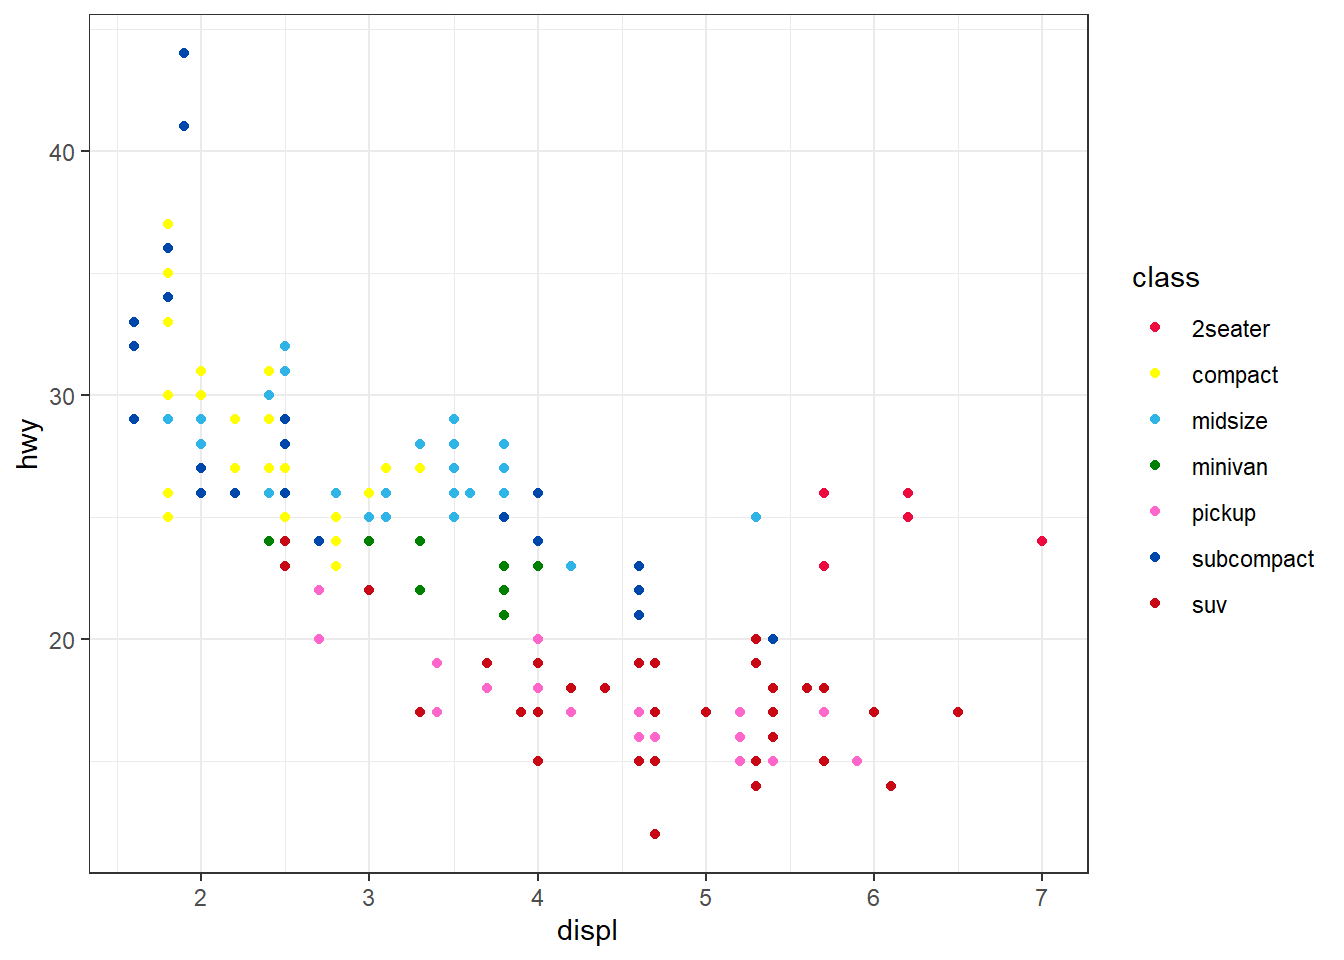 40
30
20
hwy
2 3 4 5 6 7
displ
class
2seater
compact
midsize
minivan
pickup
subcompact
suv